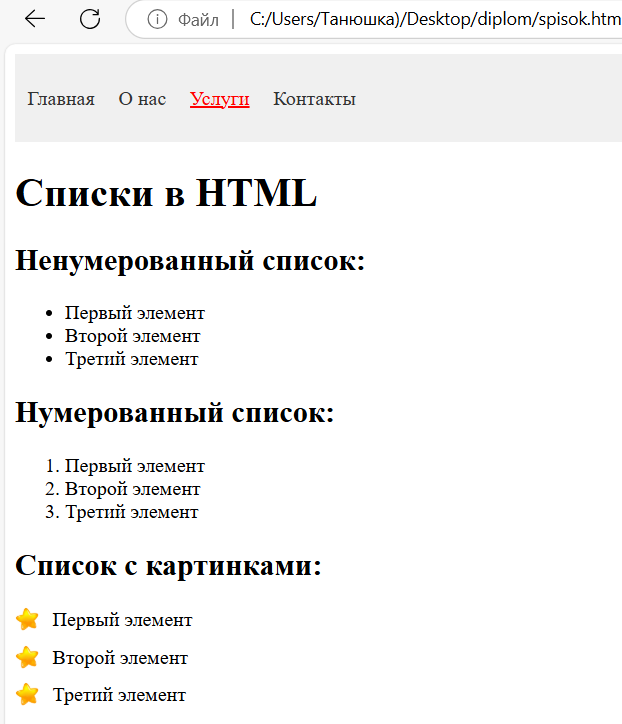 Файл | C:/Users/Танюшка)/Desktop/diplom/spisok.htm
Главная О нас Услуги Контакты
Списки в HTML
Ненумерованный список:
• Первый элемент
• Второй элемент
• Третий элемент
Нумерованный список:
1. Первый элемент
2. Второй элемент
3. Третий элемент
Список с картинками:
Первый элемент
Второй элемент
Третий элемент